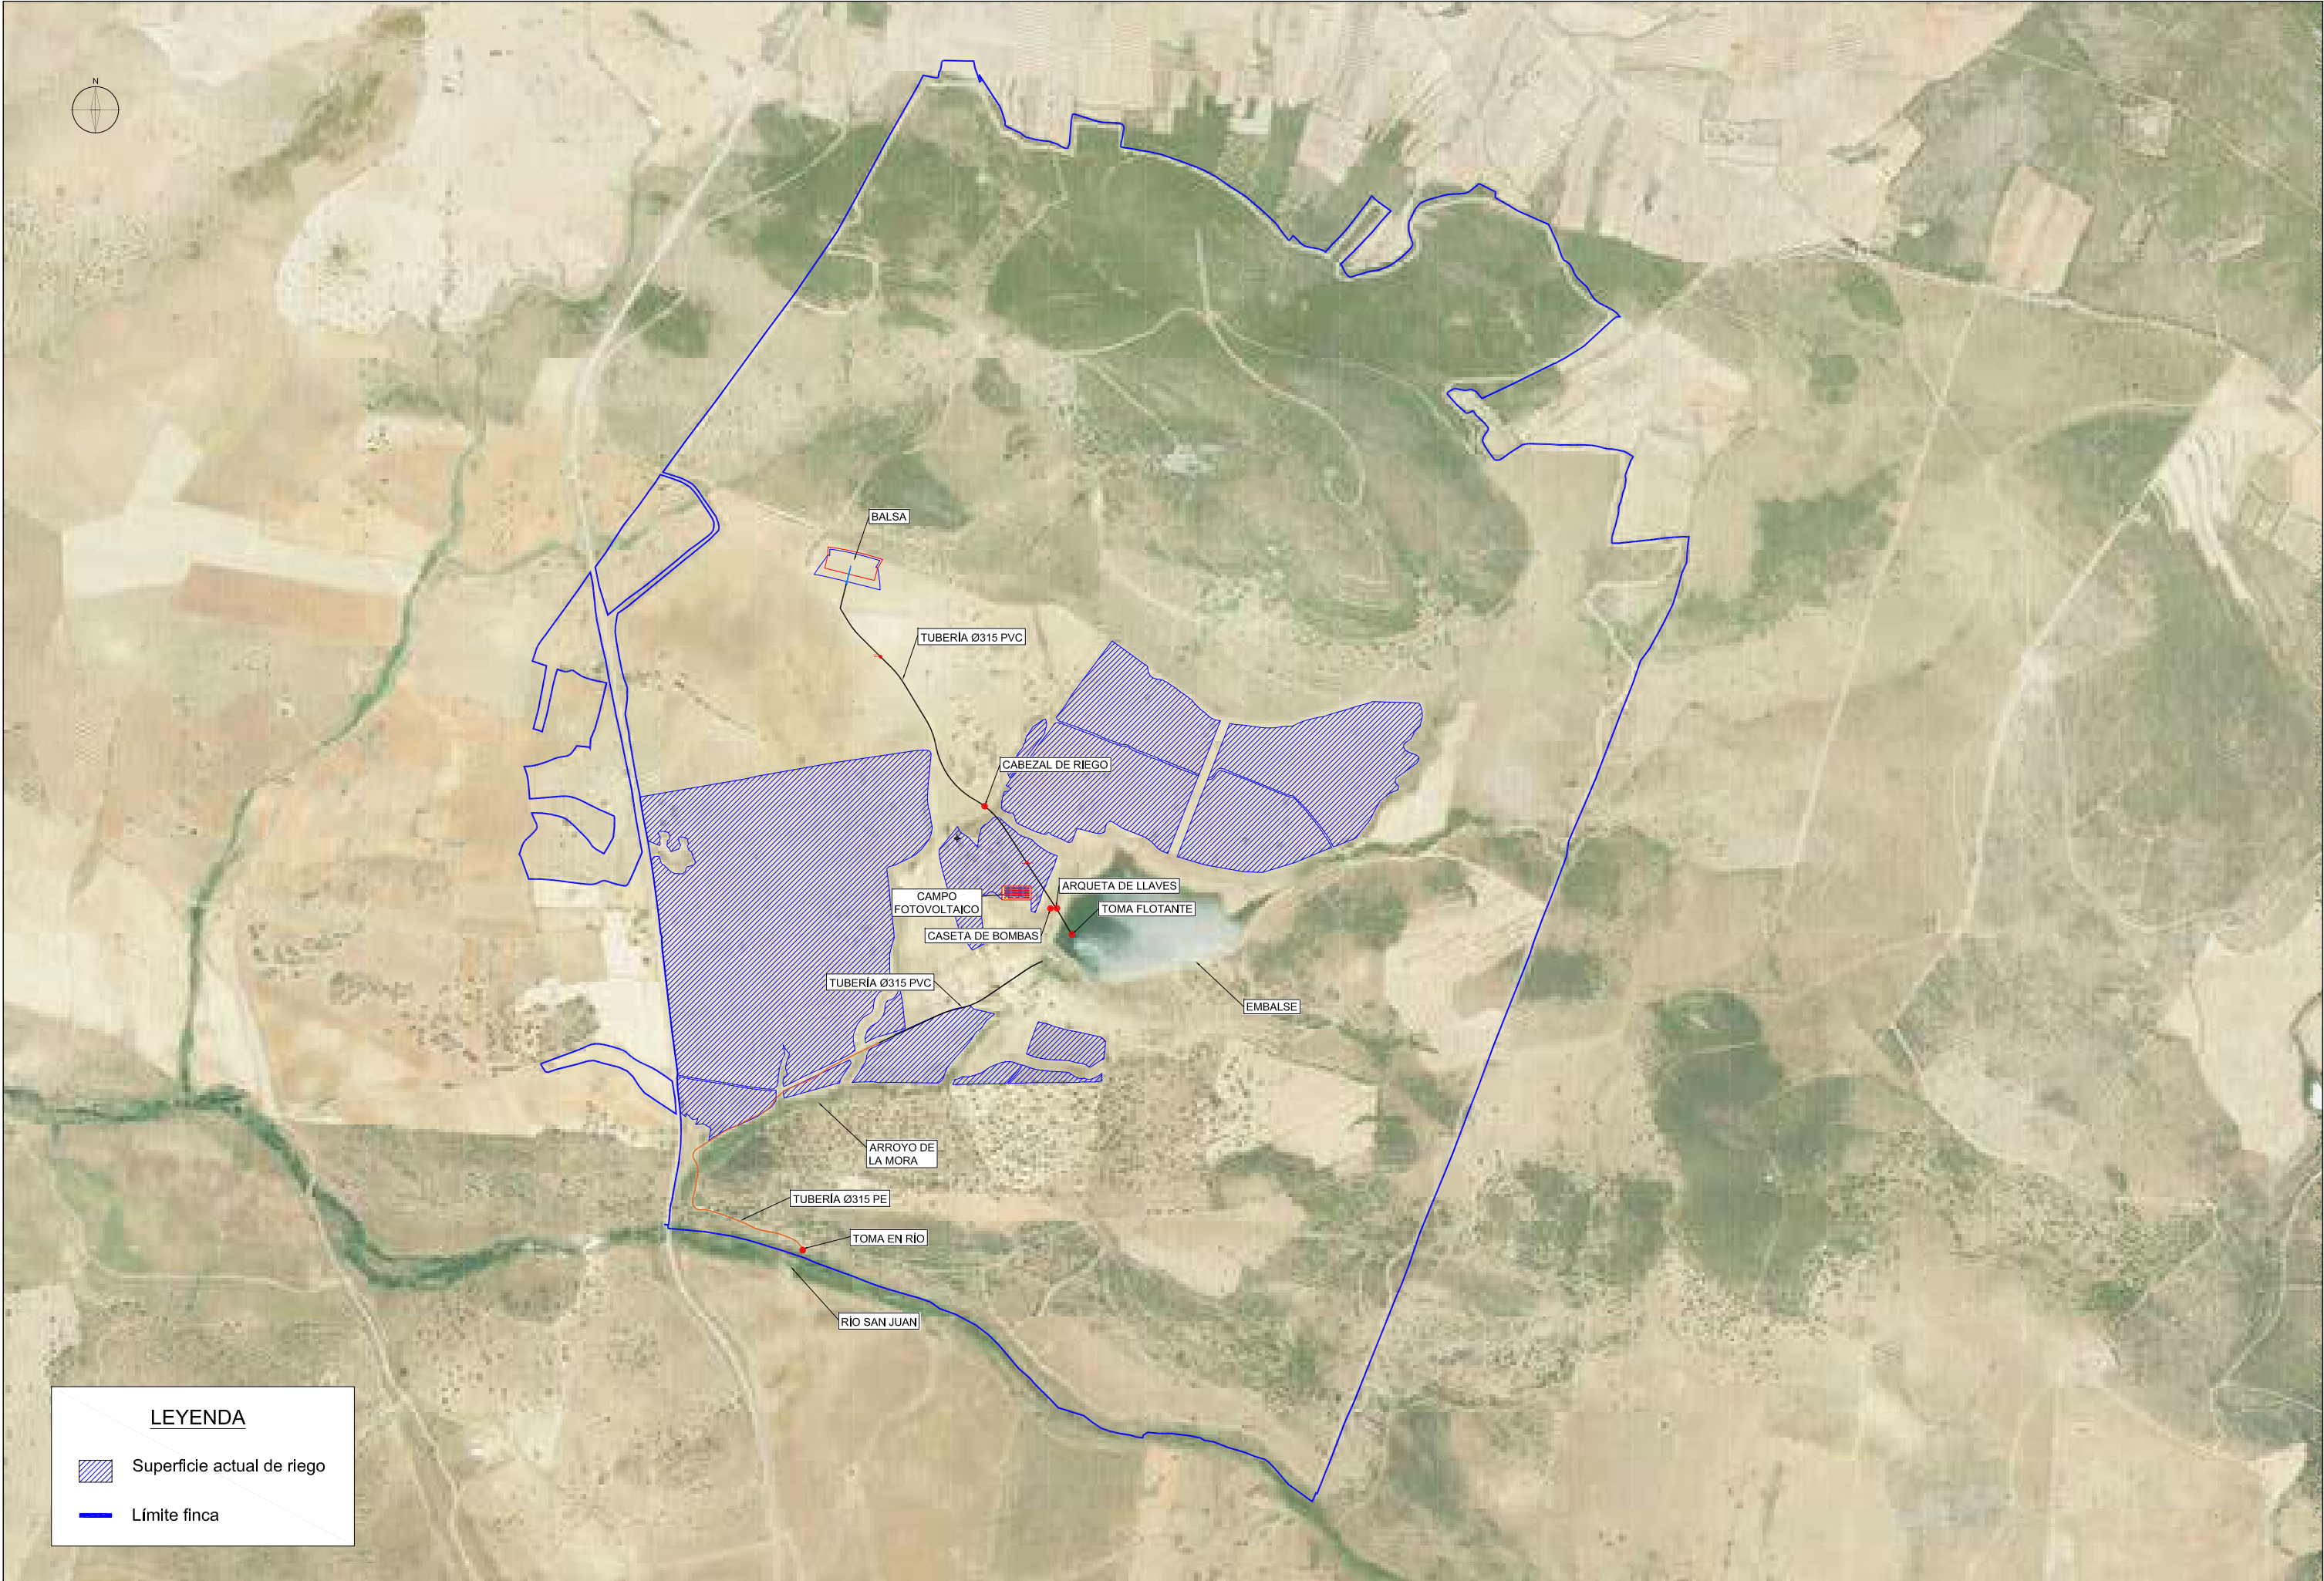 N
BALSA
TUBERÍA Ø315 PVC
CABEZAL DE RIEGO
ARQUETA DE LLAVES
CAMPO
FOTOVOLTAICO
TOMA FLOTANTE
CASETA DE BOMBAS
TUBERÍA Ø315 PVC
EMBALSE
ARROYO DE
LA MORA
TUBERÍA Ø315 PE
TOMA EN RÍO
RÍO SAN JUAN
LEYENDA
Superficie actual de riego
Límite finca